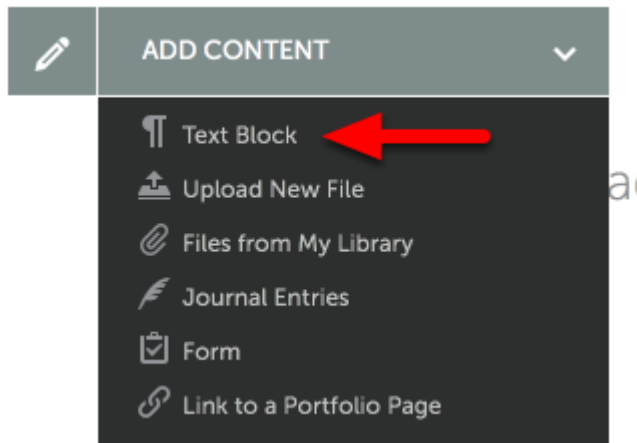 ADD CONTENT
Text Block
Upload New File
Files from My Library
Journal Entries
Form
Link to a Portfolio Page